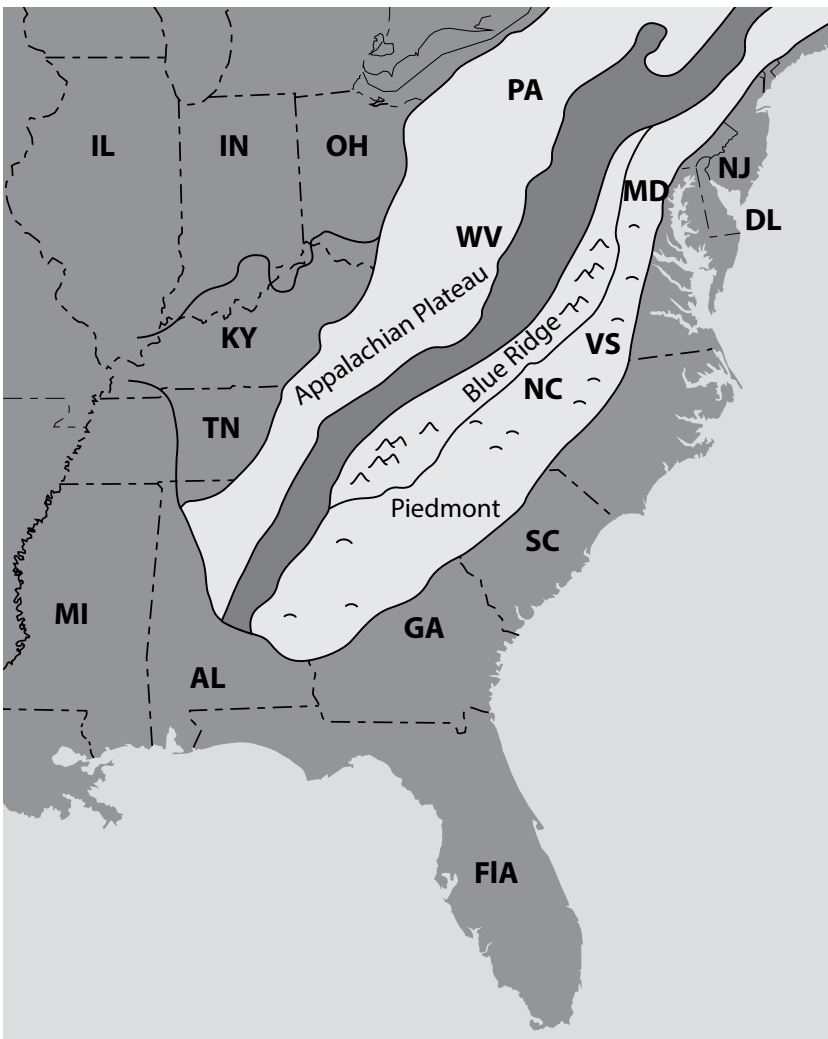 PA
IL
IN
OH
NJ
MD
DL
WV
Appalachian Plateau
KY
VS
Blue Ridge
NC
TN
Piedmont
SC
MI
GA
AL
FlA